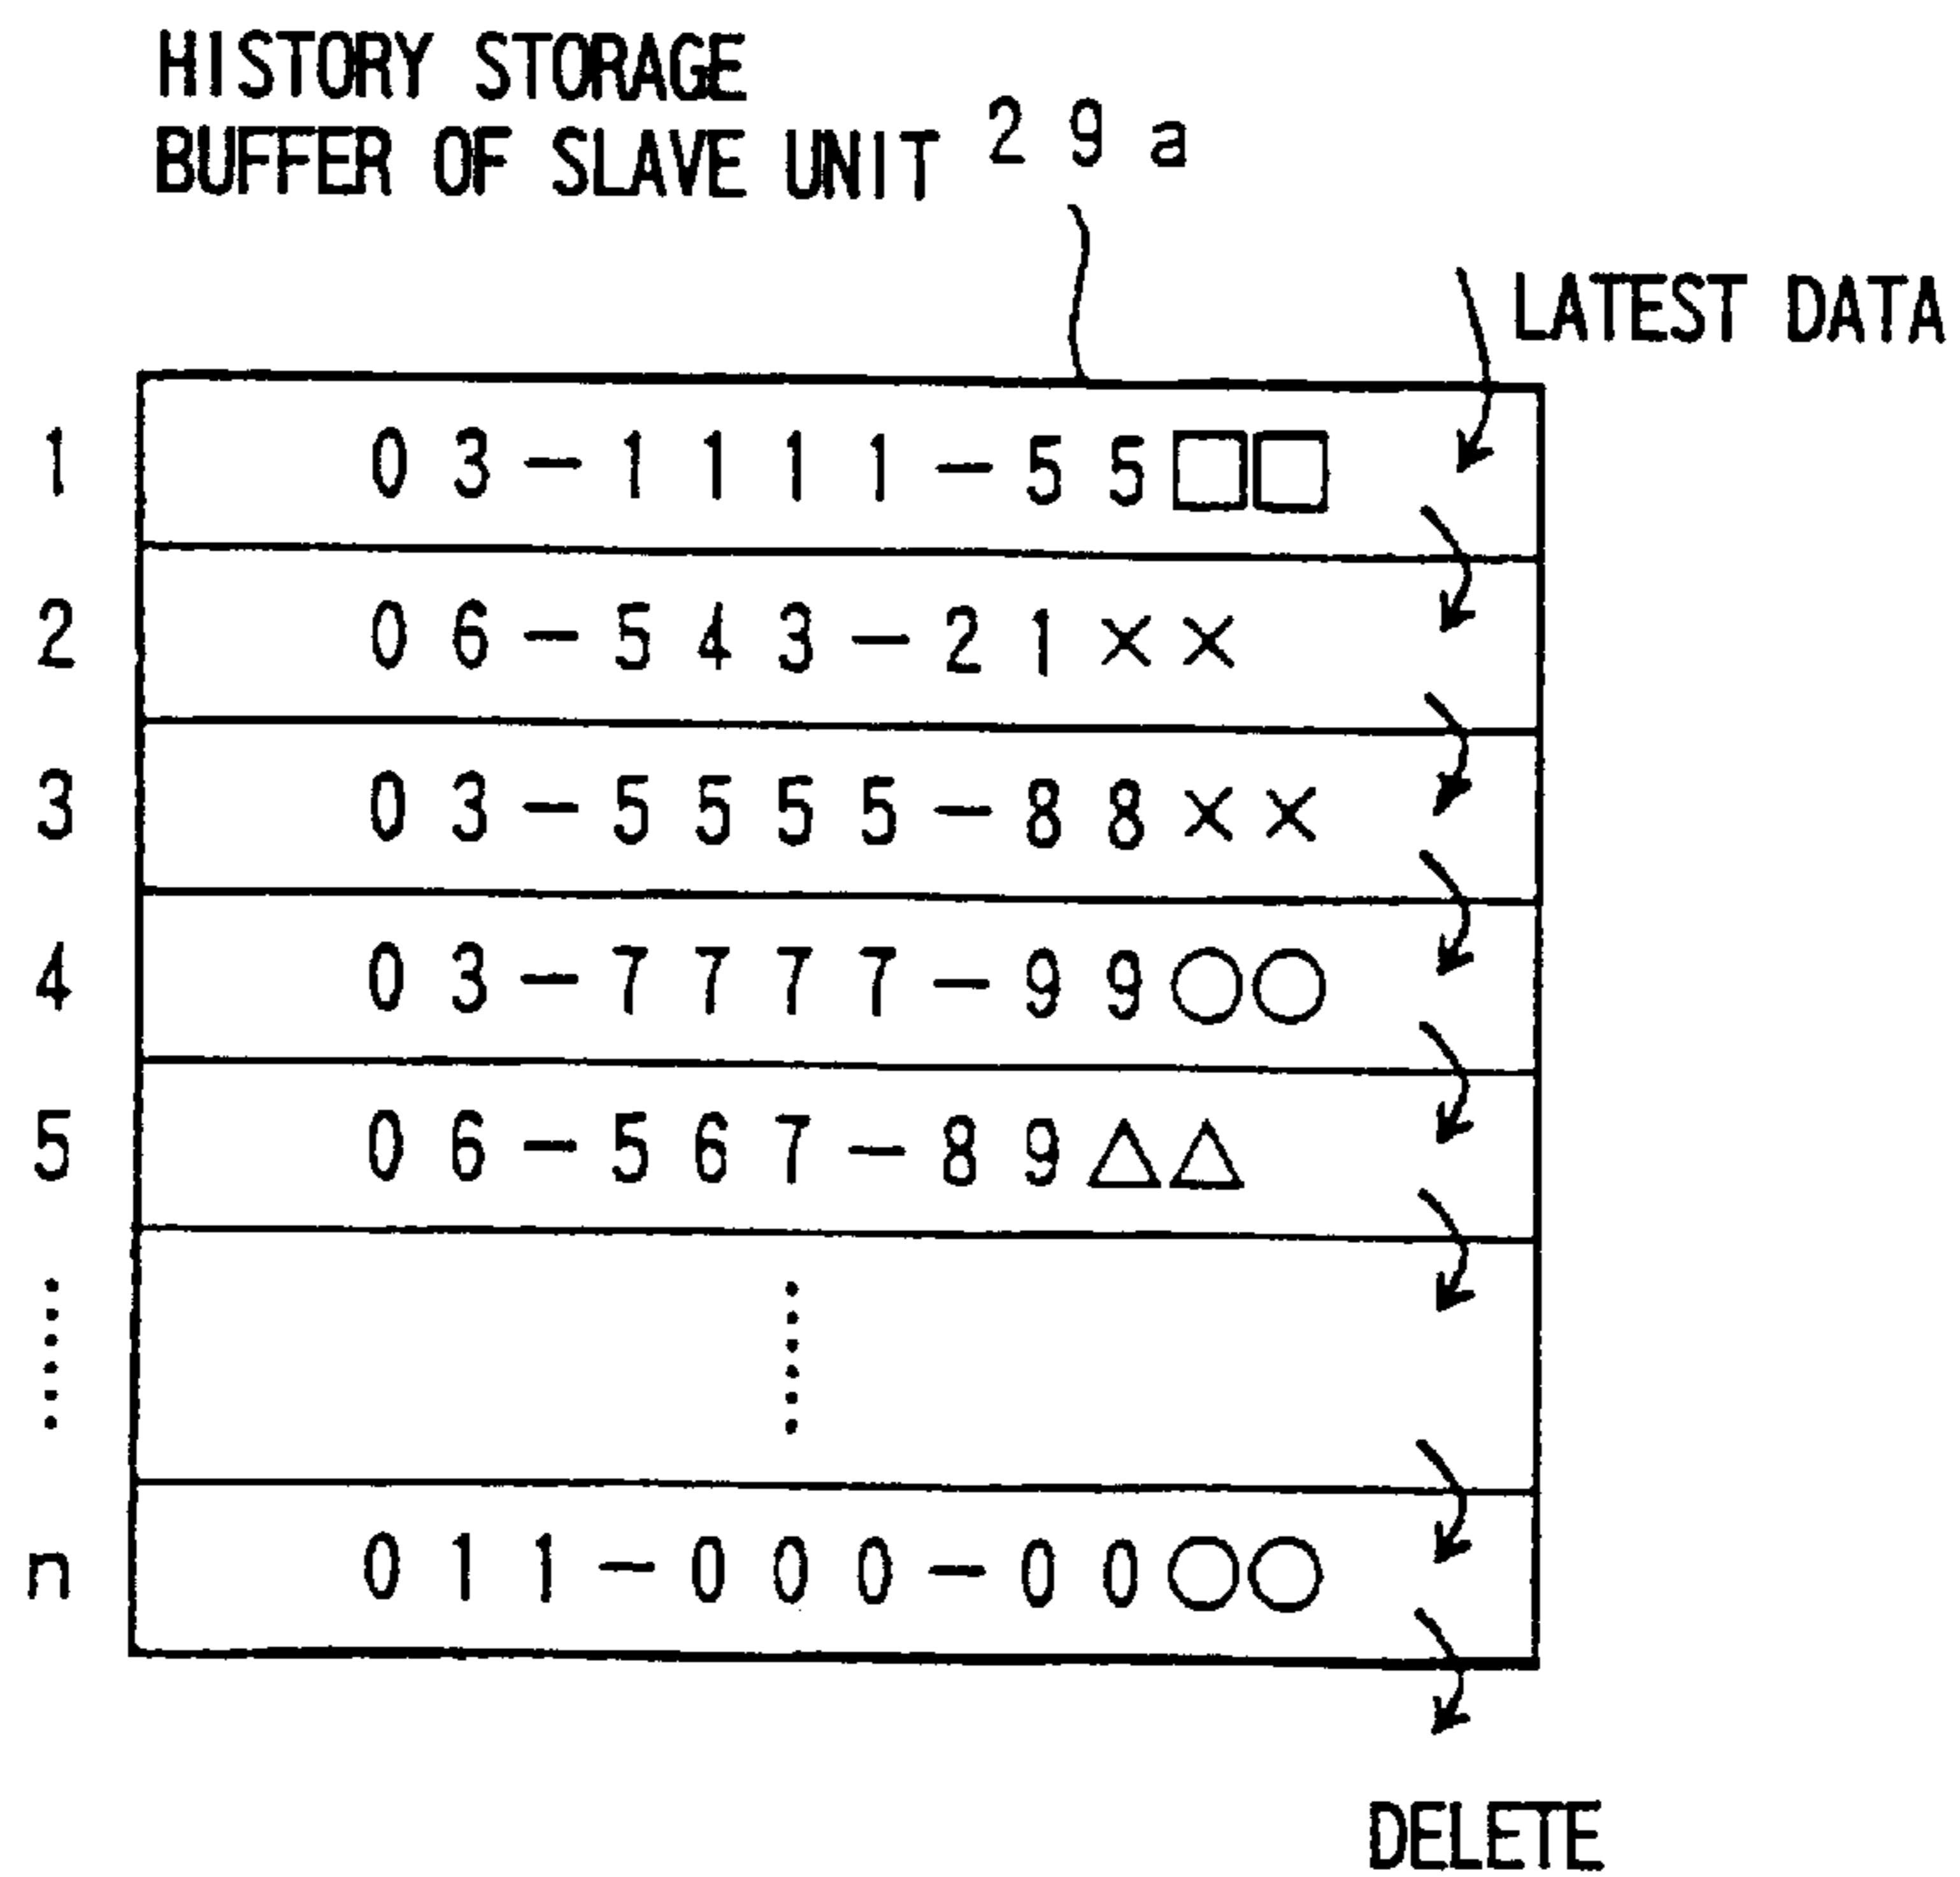 HISTORY STORAGE
BUFFER OF SLAVE UNIT 29a
LATEST DATA
1 03-1111-55□□
2 06-543-21××
3 03-5555-88××
4 03-7777-99○○
5 06-567-89△△
n 011-000-00○○
DELETE